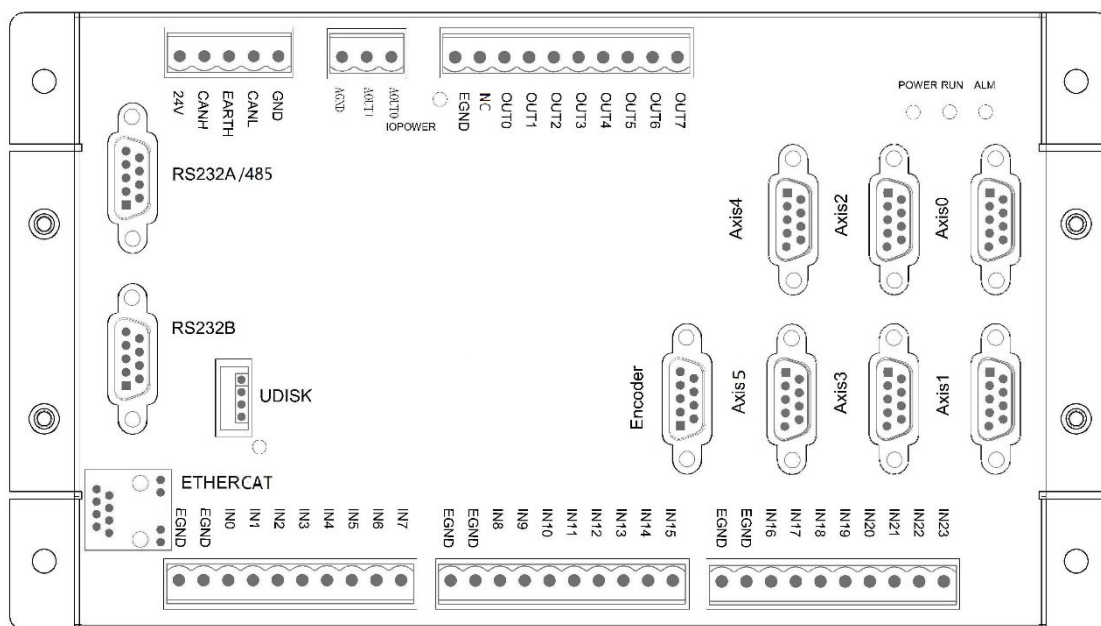 24V
CANH
EARTH
CANL
GND
AGND
AOUT1
AOUT0
IOPOWER
EGND
NC
OUT0
OUT1
OUT2
OUT3
OUT4
OUT5
OUT6
OUT7
POWER RUN ALM
RS232A/485
Axis4
Axis2
Axis0
RS232B
UDISK
Encoder
Axis5
Axis3
Axis1
ETHERCAT
EGND
EGND
IN0
IN1
IN2
IN3
IN4
IN5
IN6
IN7
EGND
EGND
IN8
IN9
IN10
IN11
IN12
IN13
IN14
IN15
EGND
EGND
IN16
IN17
IN18
IN19
IN20
IN21
IN22
IN23